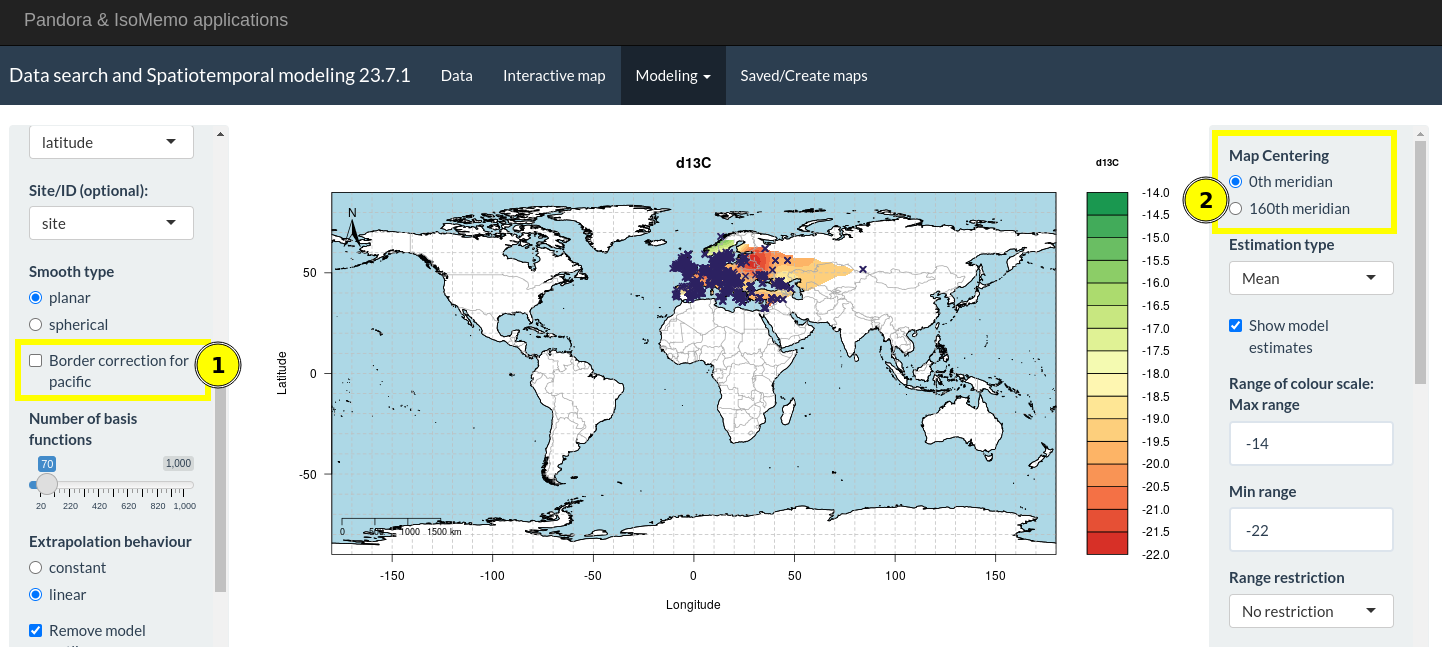 Pandora & IsoMemo applications
Data search and Spatiotemporal modeling 23.7.1 Data Interactive map Modeling Saved/Create maps
latitude
Site/ID (optional):
site
Smooth type
planar
spherical
Border correction for
pacific
1
Number of basis
functions
70 1,000
20 220 420 620 820 1,000
Extrapolation behaviour
constant
linear
Remove model
d13C
N
Latitude
50
0
-50
0 500 1000 1500 km
-150 -100 -50 0 50 100 150
Longitude
d13C
-14.0
-14.5
-15.0
-15.5
-16.0
-16.5
-17.0
-17.5
-18.0
-18.5
-19.0
-19.5
-20.0
-20.5
-21.0
-21.5
-22.0
2
Map Centering
0th meridian
160th meridian
Estimation type
Mean
Show model
estimates
Range of colour scale:
Max range
-14
Min range
-22
Range restriction
No restriction